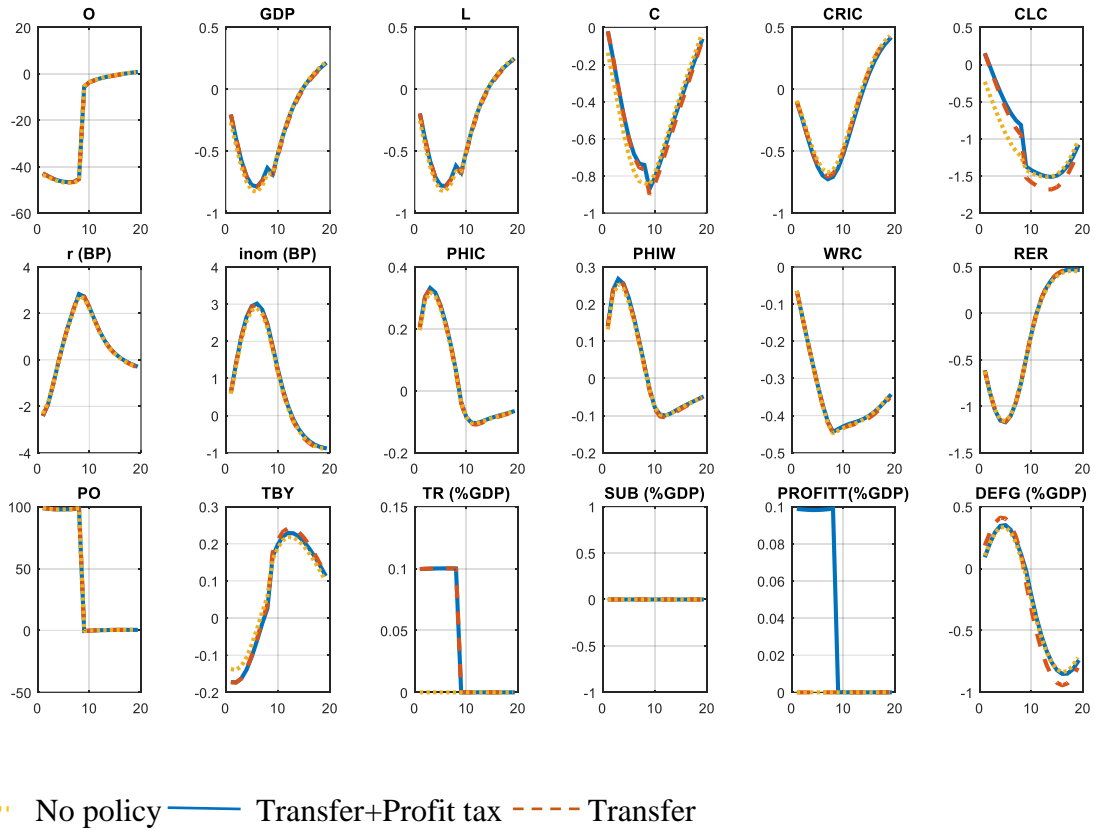 O GDP L C CRIC CLC
20 0.5 0.5 0 0.5 0.5
0 0 0 -0.2 0 0
-20 -0.4 -0.5
-40 -0.5 -0.5 -0.6 -0.5 -1
-0.8 -1.5
-60 -1 -1 -1 -1 -2
0 10 20 0 10 20 0 10 20 0 10 20 0 10 20 0 10 20
r (BP) inom (BP) PHIC PHIW WRC RER
4 4 0.4 0.3 0 0.5
2 3 0.2 -0.1 0
0 2 0.2 0.1 -0.2 -0.5
-2 1 0 0 -0.3 -1
0 -0.1 -0.4
-4 -1 -0.2 -0.2 -0.5 -1.5
0 10 20 0 10 20 0 10 20 0 10 20 0 10 20 0 10 20
PO TBY TR (%GDP) SUB (%GDP) PROFITT(%GDP) DEFG (%GDP)
100 0.3 0.15 1 0.1 0.5
0.2 0.08
50 0.1 0.1 0.5 0.06 0
0 0 0.05 0 0.04 -0.5
-0.1 -0.5 0.02
-50 -0.2 0 -1 0 -1
0 10 20 0 10 20 0 10 20 0 10 20 0 10 20 0 10 20
No policy Transfer+Profit tax Transfer